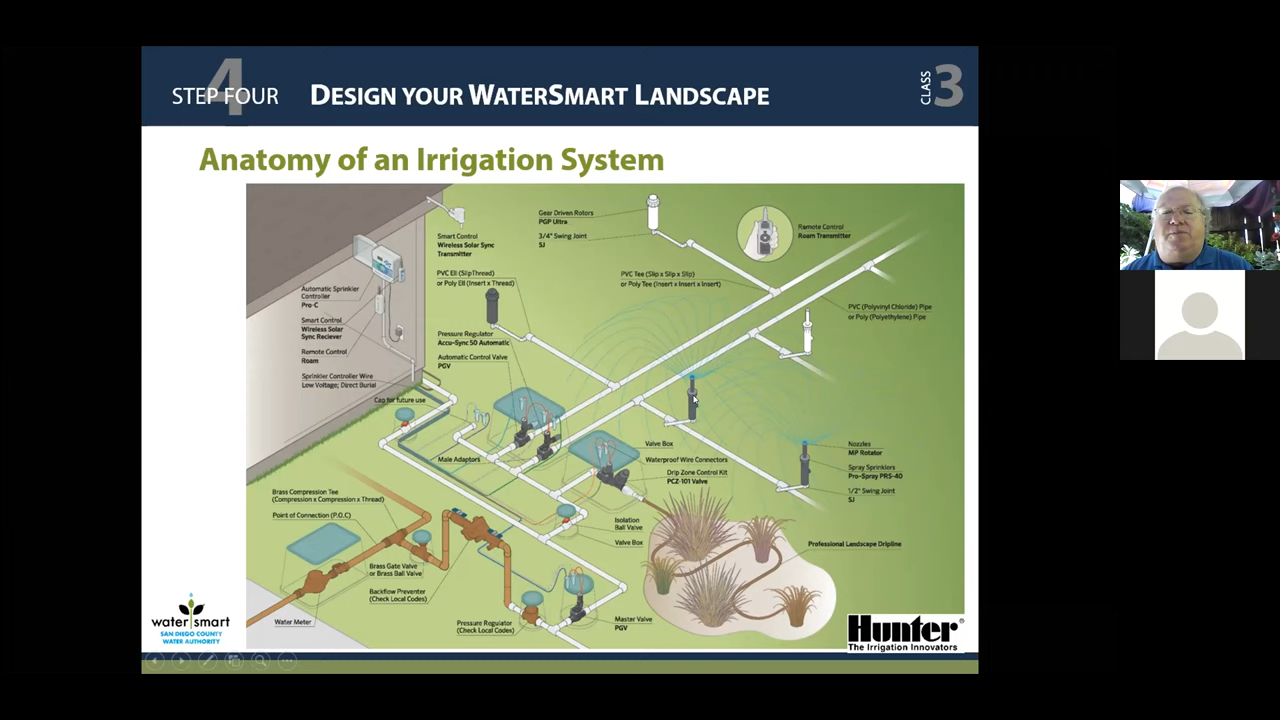 STEP FOUR
4
DESIGN YOUR WATERSMART LANDSCAPE
CLASS
3
Anatomy of an Irrigation System
Gear Driven Rotors
PGP Ultra
3/4" Swing Joint
SJ
Remote Control
Roam Transmitter
Smart Control
Wireless Solar Sync
Transmitter
PVC Ell (SlipThread)
or Poly Ell (Insert x Thread)
PVC Tee (Slip x Slip x Slip)
or Poly Tee (Insert x Insert x Insert)
Automatic Sprinkler
Controller
Pro-C
Smart Control
Wireless Solar
Sync Reciever
Remote Control
Roam
Sprinkler Controller Wire
Low Voltage; Direct Burial
PVC (Polyvinyl Chloride) Pipe
or Poly (Polyethylene) Pipe
Pressure Regulator
Accu-Sync 50 Automatic
Automatic Control Valve
PGV
Cap for future use
Male Adaptors
Valve Box
Waterproof Wire Connectors
Drip Zone Control Kit
PCZ-101 Valve
Nozzles
MP Rotator
Spray Sprinklers
Pro-Spray PRS-40
1/2" Swing Joint
SJ
Brass Compression Tee
(Compression x Compression x Thread)
Point of Connection (P.O.C)
Isolation
Ball Valve
Valve Box
Professional Landscape Dripline
Brass Gate Valve
or Brass Ball Valve
Backflow Preventer
(Check Local Codes)
Water Meter
Pressure Regulator
(Check Local Codes)
Master Valve
PGV
water smart
SAN DIEGO COUNTY
WATER AUTHORITY
Hunter®
The Irrigation Innovators